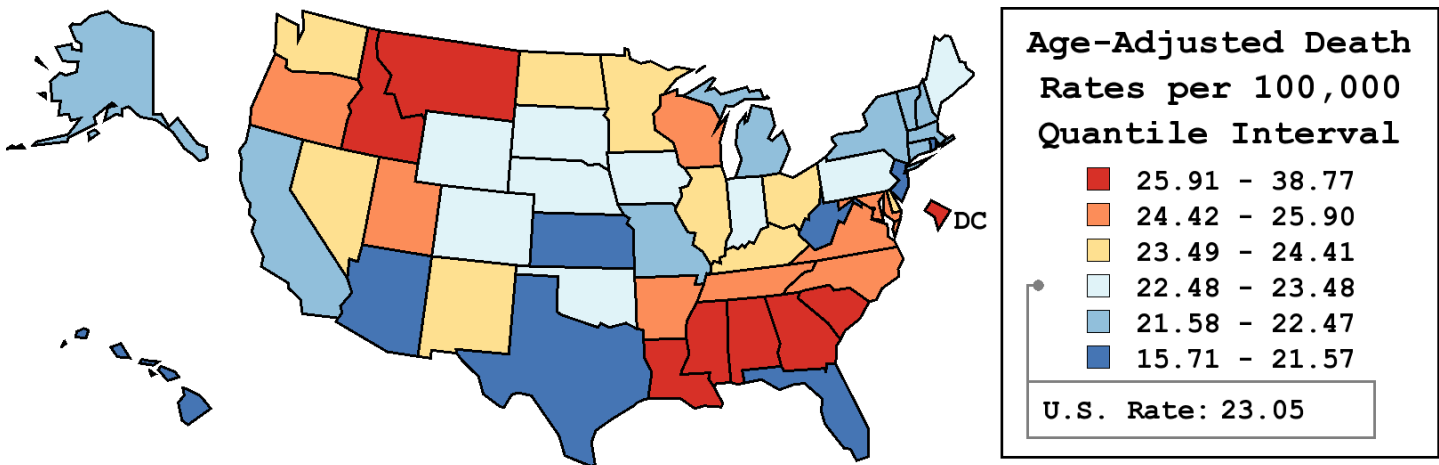 Age-Adjusted Death
Rates per 100,000
Quantile Interval
25.91 - 38.77
24.42 - 25.90
23.49 - 24.41
22.48 - 23.48
21.58 - 22.47
15.71 - 21.57
U.S. Rate: 23.05
DC